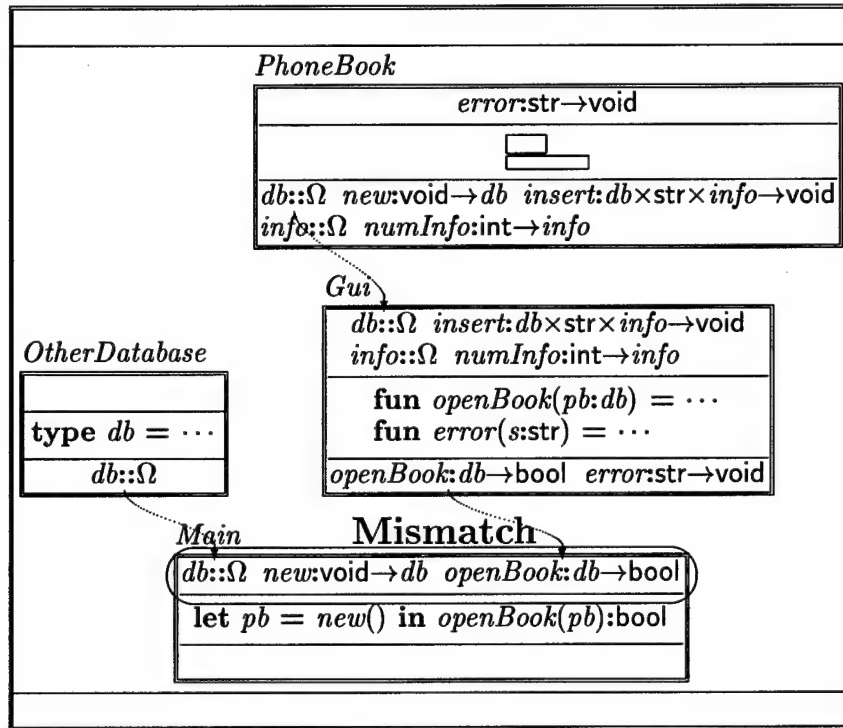 PhoneBook
error:str→void
db::Ω new:void→db insert:db×str×info→void
info::Ω numInfo:int→info
Gui
db::Ω insert:db×str×info→void
info::Ω numInfo:int→info
fun openBook(pb:db) = ···
fun error(s:str) = ···
openBook:db→bool error:str→void
OtherDatabase
type db = ···
db::Ω
Mismatch
Main
db::Ω new:void→db openBook:db→bool
let pb = new() in openBook(pb):bool